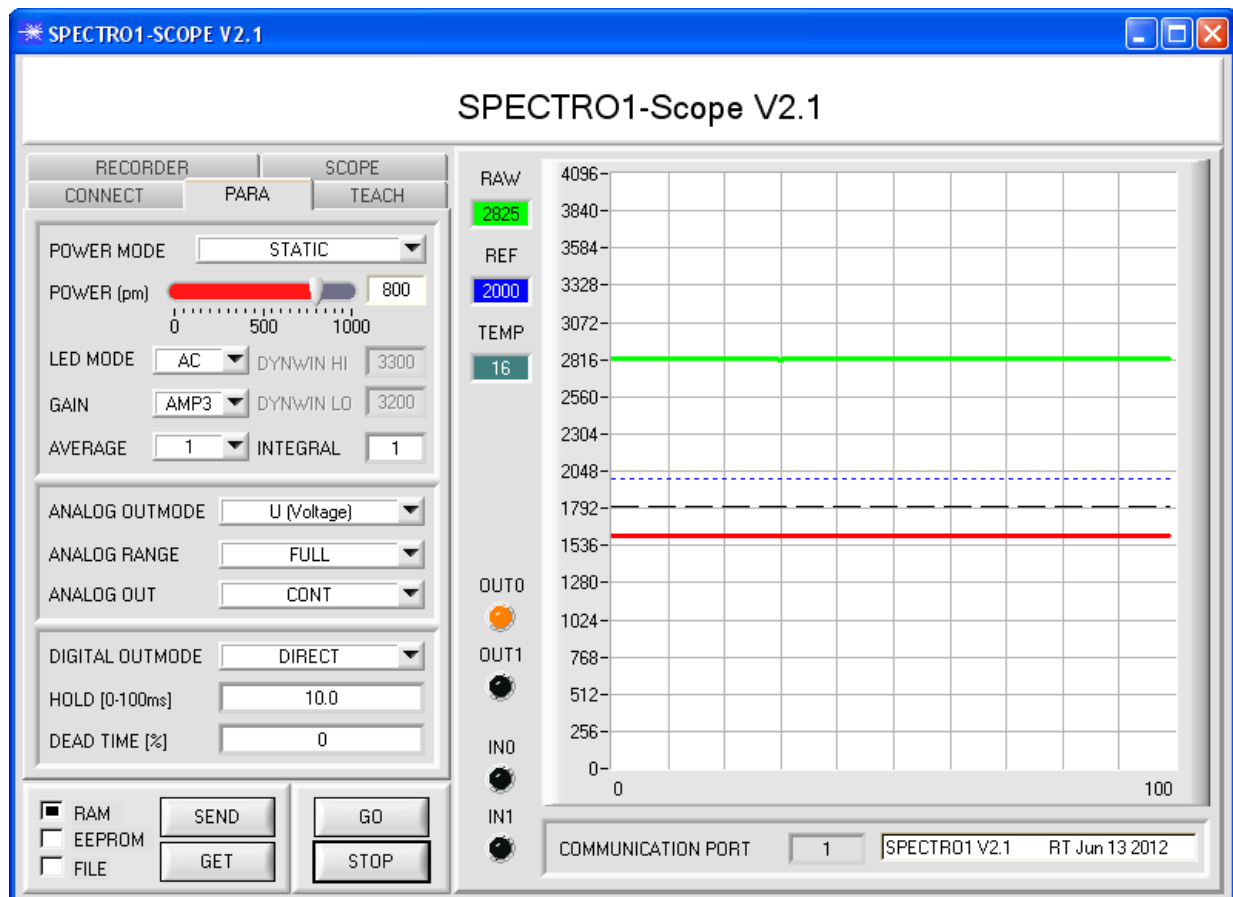 SPECTRO1-SCOPE V2.1
SPECTRO1-Scope V2.1
RECORDER SCOPE
CONNECT PARA TEACH
POWER MODE STATIC
POWER (pm) 800
0 500 1000
LED MODE AC DYNWIN HI 3300
GAIN AMP3 DYNWIN LO 3200
AVERAGE 1 INTEGRAL 1
ANALOG OUTMODE U (Voltage)
ANALOG RANGE FULL
ANALOG OUT CONT
DIGITAL OUTMODE DIRECT
HOLD [0-100ms] 10.0
DEAD TIME [%] 0
RAM
EEPROM
FILE
SEND
GET
GO
STOP
RAW
2825
REF
2000
TEMP
16
OUT0
OUT1
IN0
IN1
4096
3840
3584
3328
3072
2816
2560
2304
2048
1792
1536
1280
1024
768
512
256
0
0 100
COMMUNICATION PORT 1 SPECTRO1 V2.1 RT Jun 13 2012